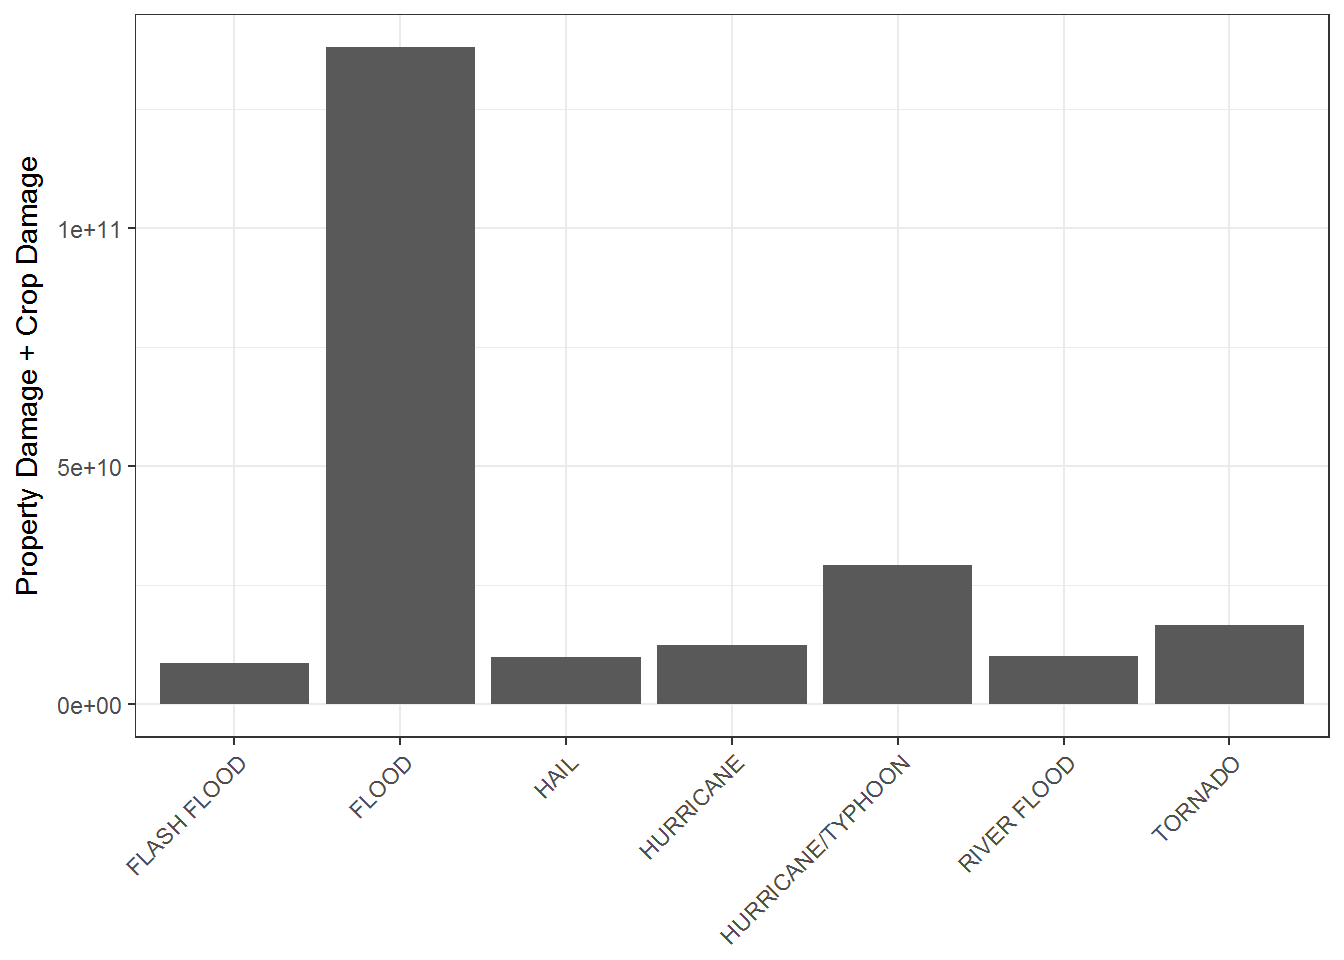 Property Damage + Crop Damage
1e+11
5e+10
0e+00
FLASH FLOOD
FLOOD
HAIL
HURRICANE
HURRICANE/TYPHOON
RIVER FLOOD
TORNADO